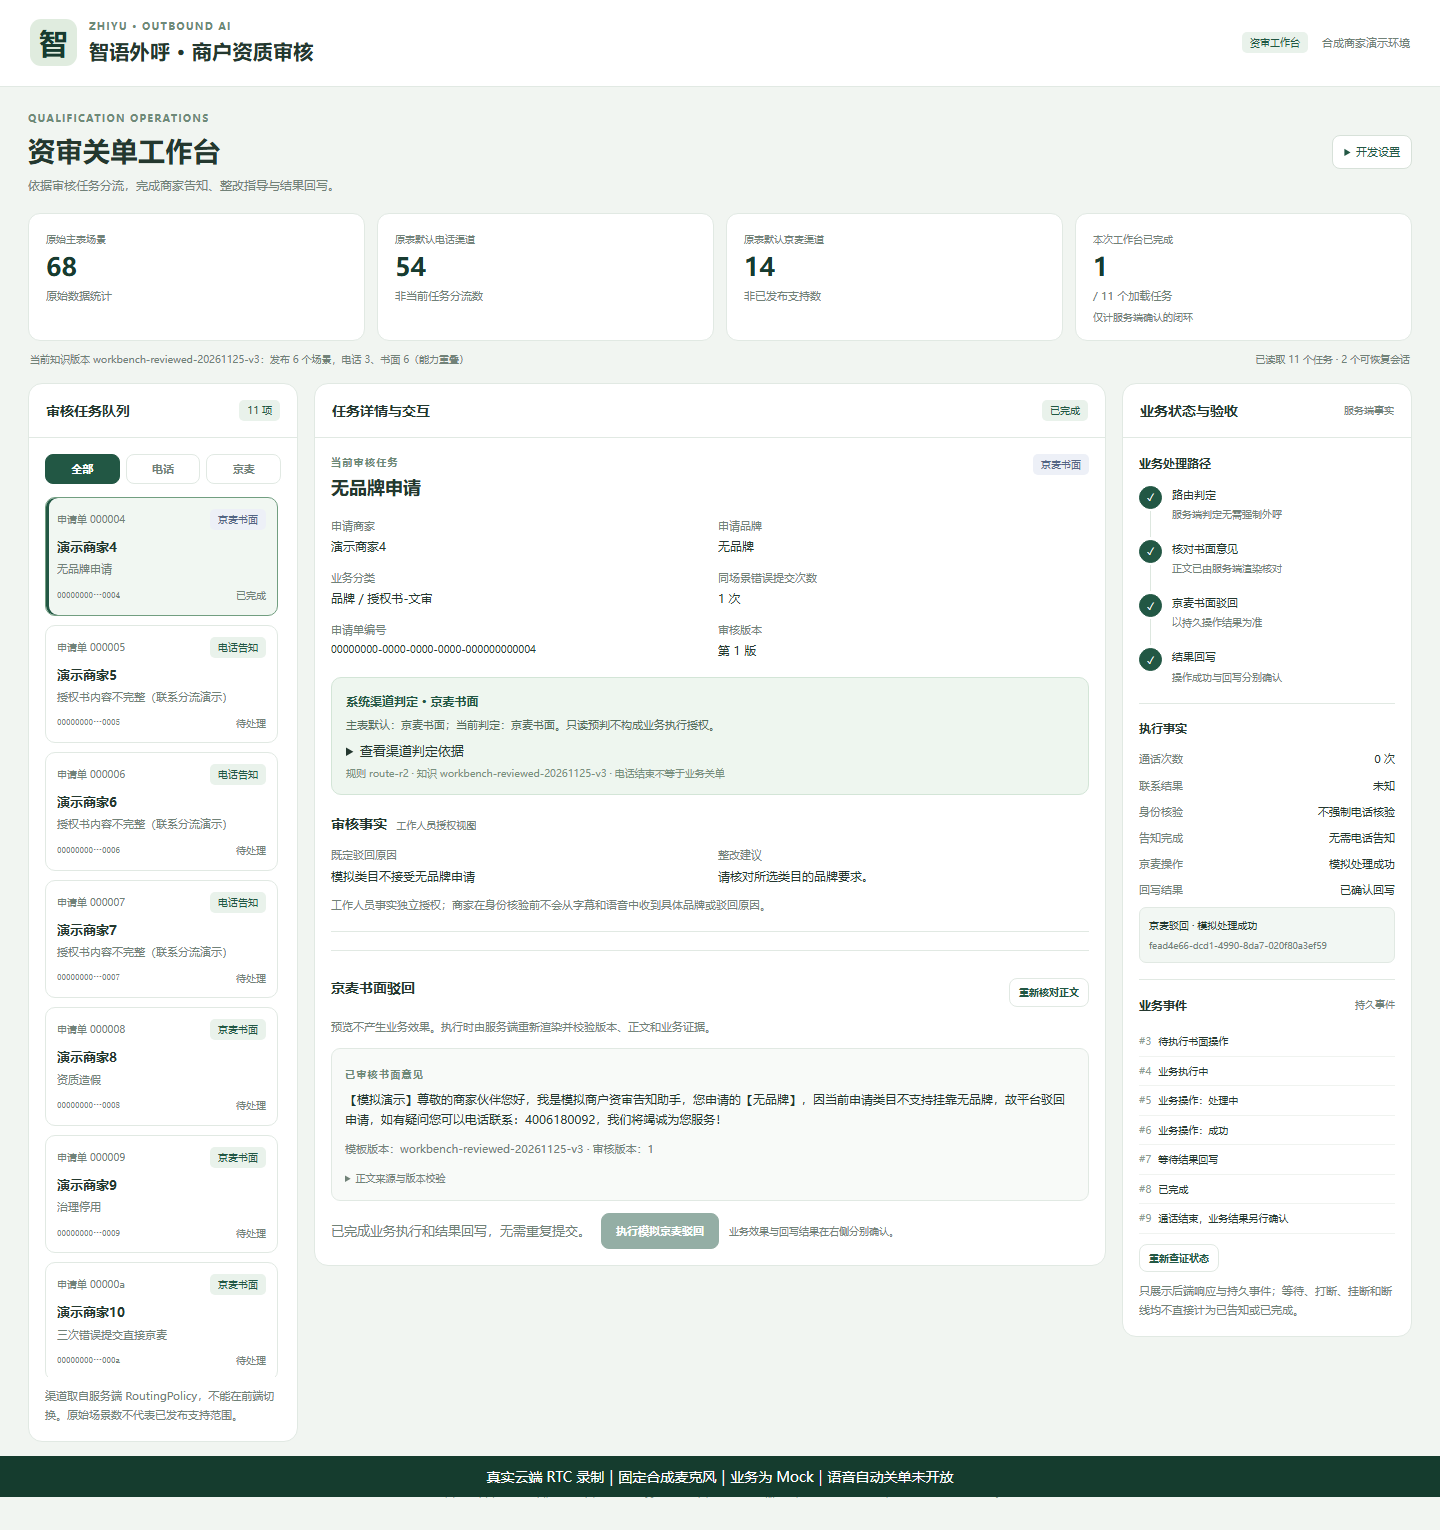 智
ZHIYU • OUTBOUND AI
智语外呼 • 商户资质审核
资审工作台
合成商家演示环境
QUALIFICATION OPERATIONS
资审关单工作台
依据审核任务分流，完成商家告知、整改指导与结果回写。
▶ 开发设置
原始主表场景
68
原始数据统计
原表默认电话渠道
54
非当前任务分流数
原表默认京麦渠道
14
非已发布支持数
本次工作台已完成
1
/ 11 个加载任务
仅计服务端确认的闭环
当前知识版本 workbench-reviewed-20261125-v3：发布 6 个场景，电话 3、书面 6（能力重叠）
已读取 11 个任务 · 2 个可恢复会话
审核任务队列
11 项
全部
电话
京麦
申请单 000004
京麦书面
演示商家4
无品牌申请
00000000···0004
已完成
申请单 000005
电话告知
演示商家5
授权书内容不完整（联系分流演示）
00000000···0005
待处理
申请单 000006
电话告知
演示商家6
授权书内容不完整（联系分流演示）
00000000···0006
待处理
申请单 000007
电话告知
演示商家7
授权书内容不完整（联系分流演示）
00000000···0007
待处理
申请单 000008
京麦书面
演示商家8
资质造假
00000000···0008
待处理
申请单 000009
京麦书面
演示商家9
治理停用
00000000···0009
待处理
申请单 00000a
京麦书面
演示商家10
三次错误提交直接京麦
00000000···000a
待处理
渠道取自服务端 RoutingPolicy，不能在前端切
换。原始场景数不代表已发布支持范围。
任务详情与交互
已完成
当前审核任务
无品牌申请
京麦书面
申请商家
演示商家4
申请品牌
无品牌
业务分类
品牌 / 授权书-文审
同场景错误提交次数
1 次
申请单编号
00000000-0000-0000-0000-000000000004
审核版本
第 1 版
系统渠道判定 • 京麦书面
主表默认：京麦书面；当前判定：京麦书面。只读预判不构成业务执行授权。
▶ 查看渠道判定依据
规则 route-r2 · 知识 workbench-reviewed-20261125-v3 · 电话结束不等于业务关单
审核事实 工作人员授权视图
既定驳回原因
模拟类目不接受无品牌申请
整改建议
请核对所选类目的品牌要求。
工作人员事实独立授权；商家在身份核验前不会从字幕和语音中收到具体品牌或驳回原因。
京麦书面驳回
重新核对正文
预览不产生业务效果。执行时由服务端重新渲染并校验版本、正文和业务证据。
已审核书面意见
【模拟演示】尊敬的商家伙伴您好，我是模拟商户资审告知助手，您申请的【无品牌】，因当前申请类目不支持挂靠无品牌，故平台驳回
申请，如有疑问您可以电话联系：4006180092，我们将竭诚为您服务！
模板版本：workbench-reviewed-20261125-v3 · 审核版本：1
▶ 正文来源与版本校验
已完成业务执行和结果回写，无需重复提交。
执行模拟京麦驳回
业务效果与回写结果在右侧分别确认。
业务状态与验收
服务端事实
业务处理路径
✓ 路由判定
服务端判定无需强制外呼
✓ 核对书面意见
正文已由服务端渲染核对
✓ 京麦书面驳回
以持久操作结果为准
✓ 结果回写
操作成功与回写分别确认
执行事实
通话次数
0 次
联系结果
未知
身份核验
不强制电话核验
告知完成
无需电话告知
京麦操作
模拟处理成功
回写结果
已确认回写
京麦驳回 · 模拟处理成功
fead4e66-dcd1-4990-8da7-020f80a3ef59
业务事件
持久事件
#3 待执行书面操作
#4 业务执行中
#5 业务操作：处理中
#6 业务操作：成功
#7 等待结果回写
#8 已完成
#9 通话结束，业务结果另行确认
重新查证状态
只展示后端响应与持久事件；等待、打断、挂断和断
线均不直接计为已告知或已完成。
真实云端 RTC 录制 | 固定合成麦克风 | 业务为 Mock | 语音自动关单未开放